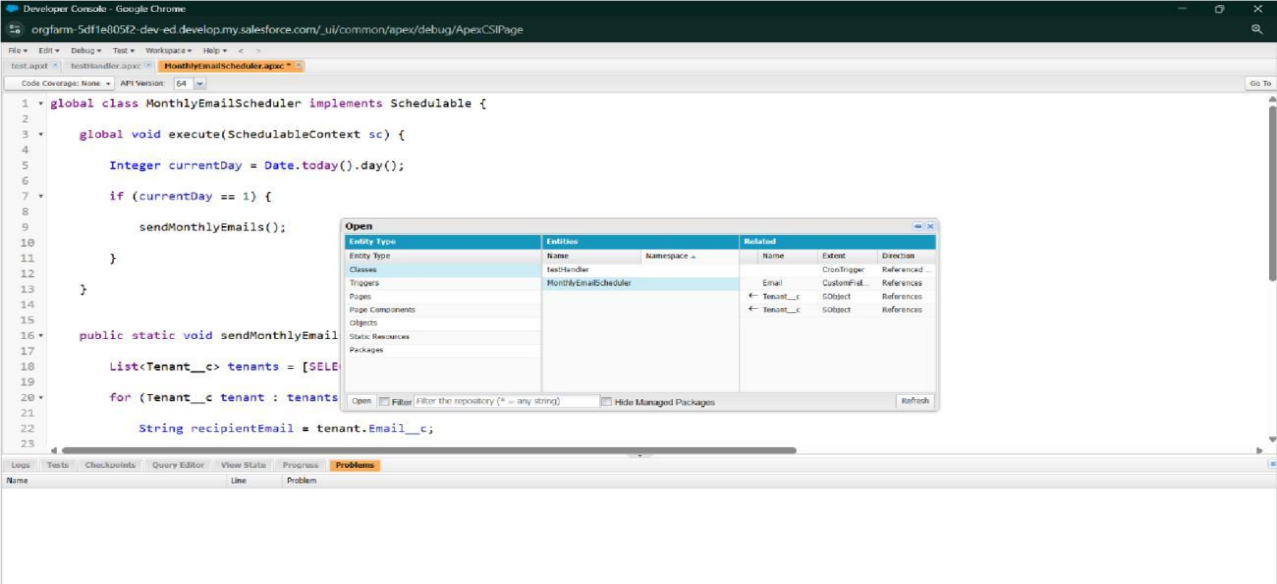 Developer Console - Google Chrome
orgfarm-5df1e805f2-dev-ed.develop.my.salesforce.com/_ui/common/apex/debug/ApexCSIPage
File Edit Debug Test Workspace Help < >
test.apxt testHandler.apxc MonthlyEmailScheduler.apxc *
Code Coverage: None API Version: 64 Go To
1 global class MonthlyEmailScheduler implements Schedulable {
2
3 global void execute(SchedulableContext sc) {
4
5 Integer currentDay = Date.today().day();
6
7 if (currentDay == 1) {
8
9 sendMonthlyEmails();
10
11 }
12
13 }
14
15
16 public static void sendMonthlyEmail
17
18 List<Tenant__c> tenants = [SELE
19
20 for (Tenant__c tenant : tenants
21
22 String recipientEmail = tenant.Email__c;
23
Open
Entity Type Entities Related
Entity Type Name Namespace Name Extent Direction
Classes testHandler CronTrigger Referenced ...
Triggers MonthlyEmailScheduler Email CustomFiel... References
Pages ← Tenant__c SObject References
Page Components ← Tenant__c SObject References
Objects
Static Resources
Packages
Open Filter Filter the repository (* = any string) Hide Managed Packages Refresh
Logs Tests Checkpoints Query Editor View State Progress Problems
Name Line Problem